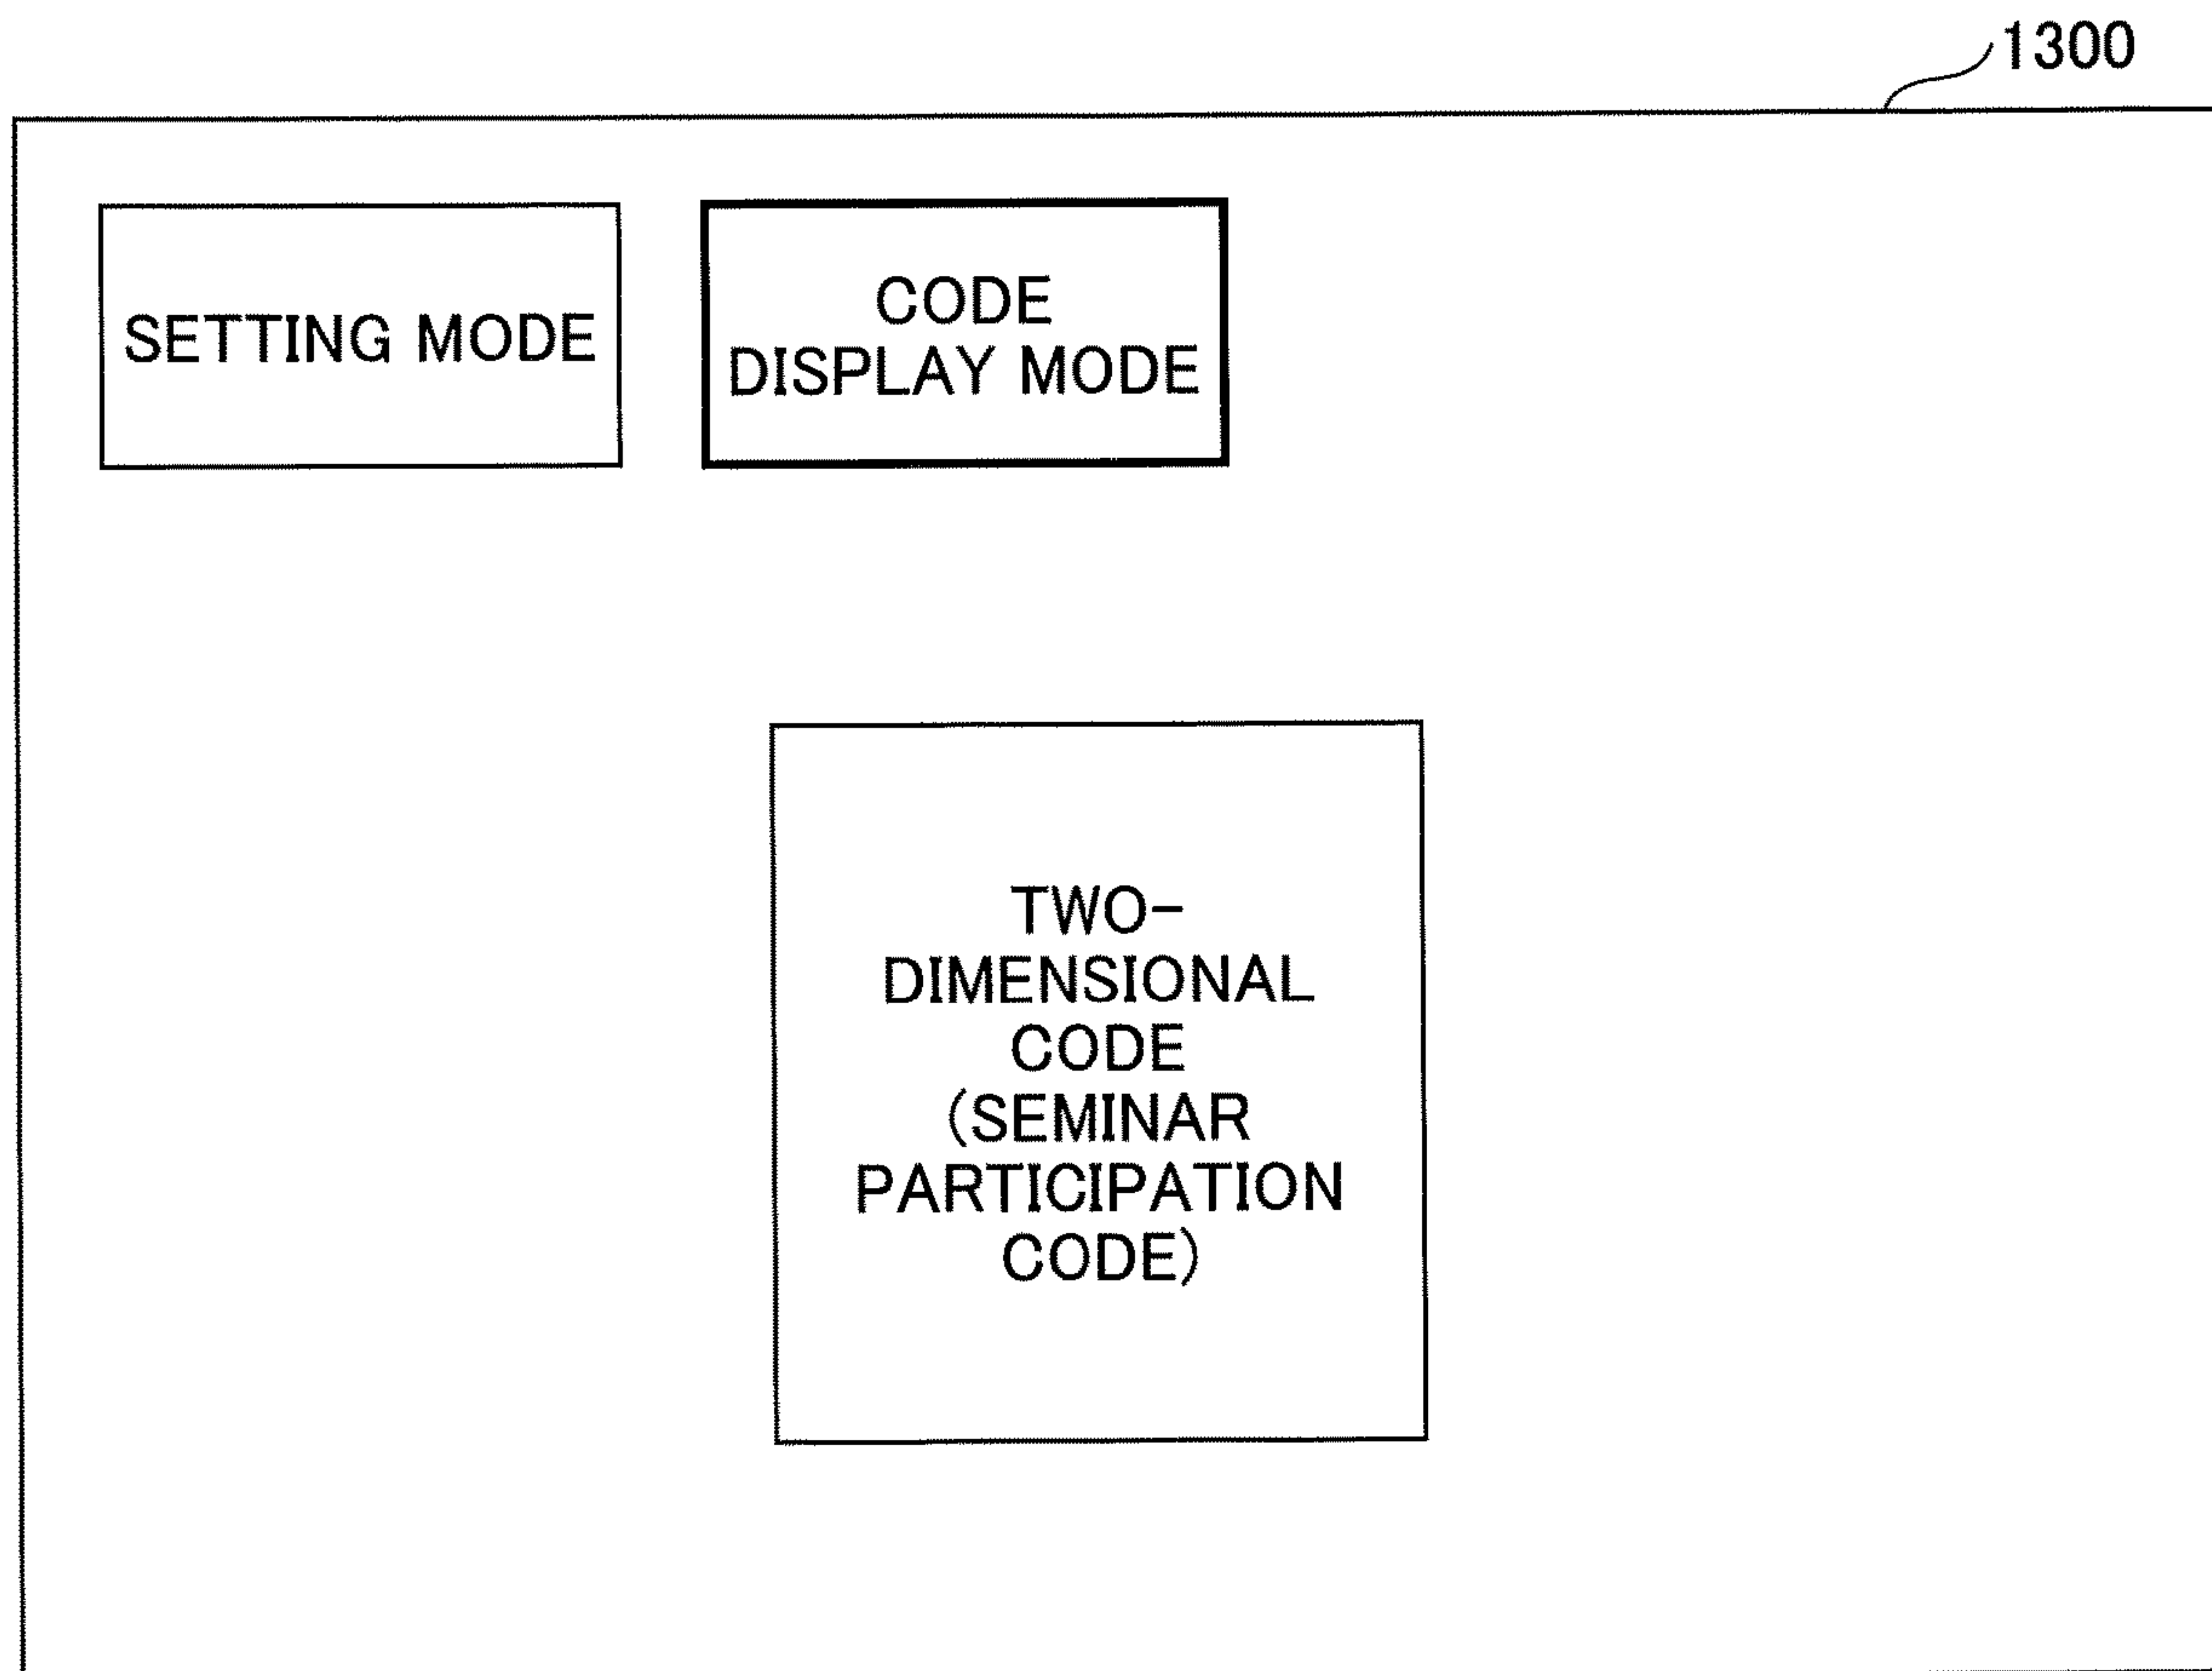 1300
SETTING MODE
CODE
DISPLAY MODE
TWO-
DIMENSIONAL
CODE
(SEMINAR
PARTICIPATION
CODE)